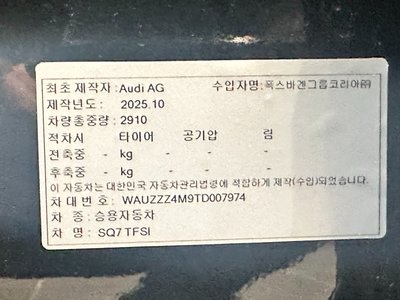 최초 제작자 : Audi AG 수입자명 : 폭스바겐그룹코리아㈜
제작년도 : 2025.10
차량총중량 : 2910
적차시 타이어 공기압 림
전축중 - kg - -
후축중 - kg - -
이 자동차는 대한민국 자동차관리법령에 적합하게 제작(수입)되었습니다.
차 대 번 호 : WAUZZZ4M9TD007974
차 종 : 승용자동차
차 명 : SQ7 TFSI